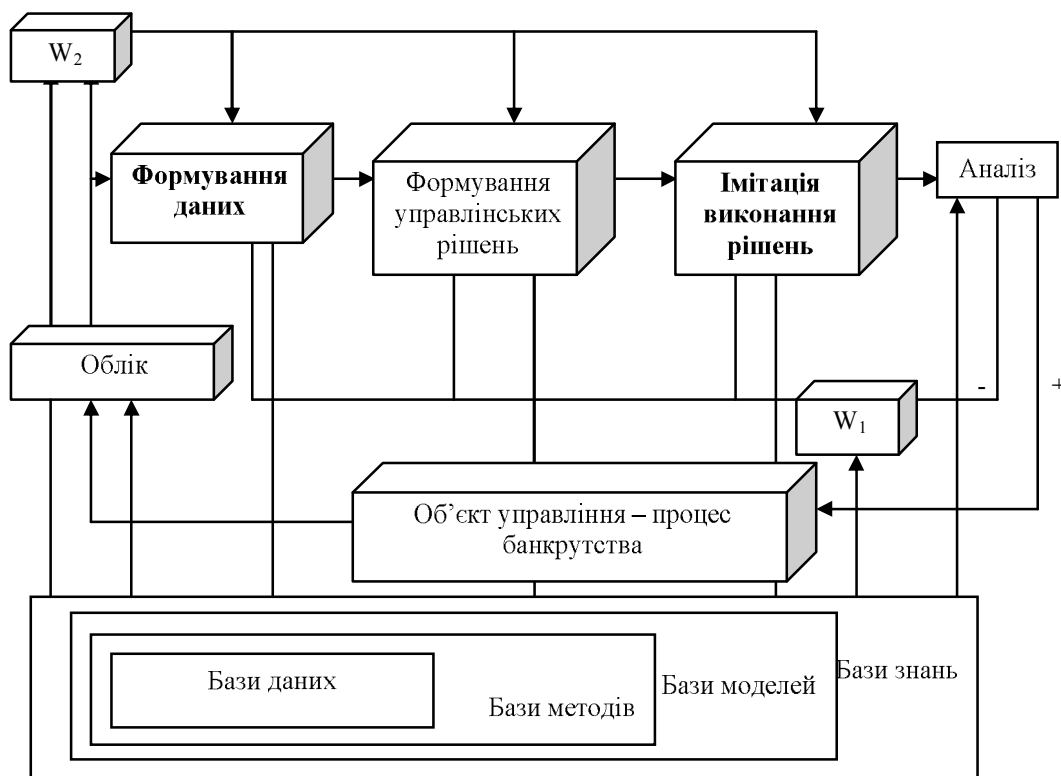 W₂
Формування
даних
Формування
управлінських
рішень
Імітація
виконання
рішень
Аналіз
Облік
-
+
W₁
Об’єкт управління – процес
банкрутства
Бази даних
Бази методів
Бази моделей
Бази знань